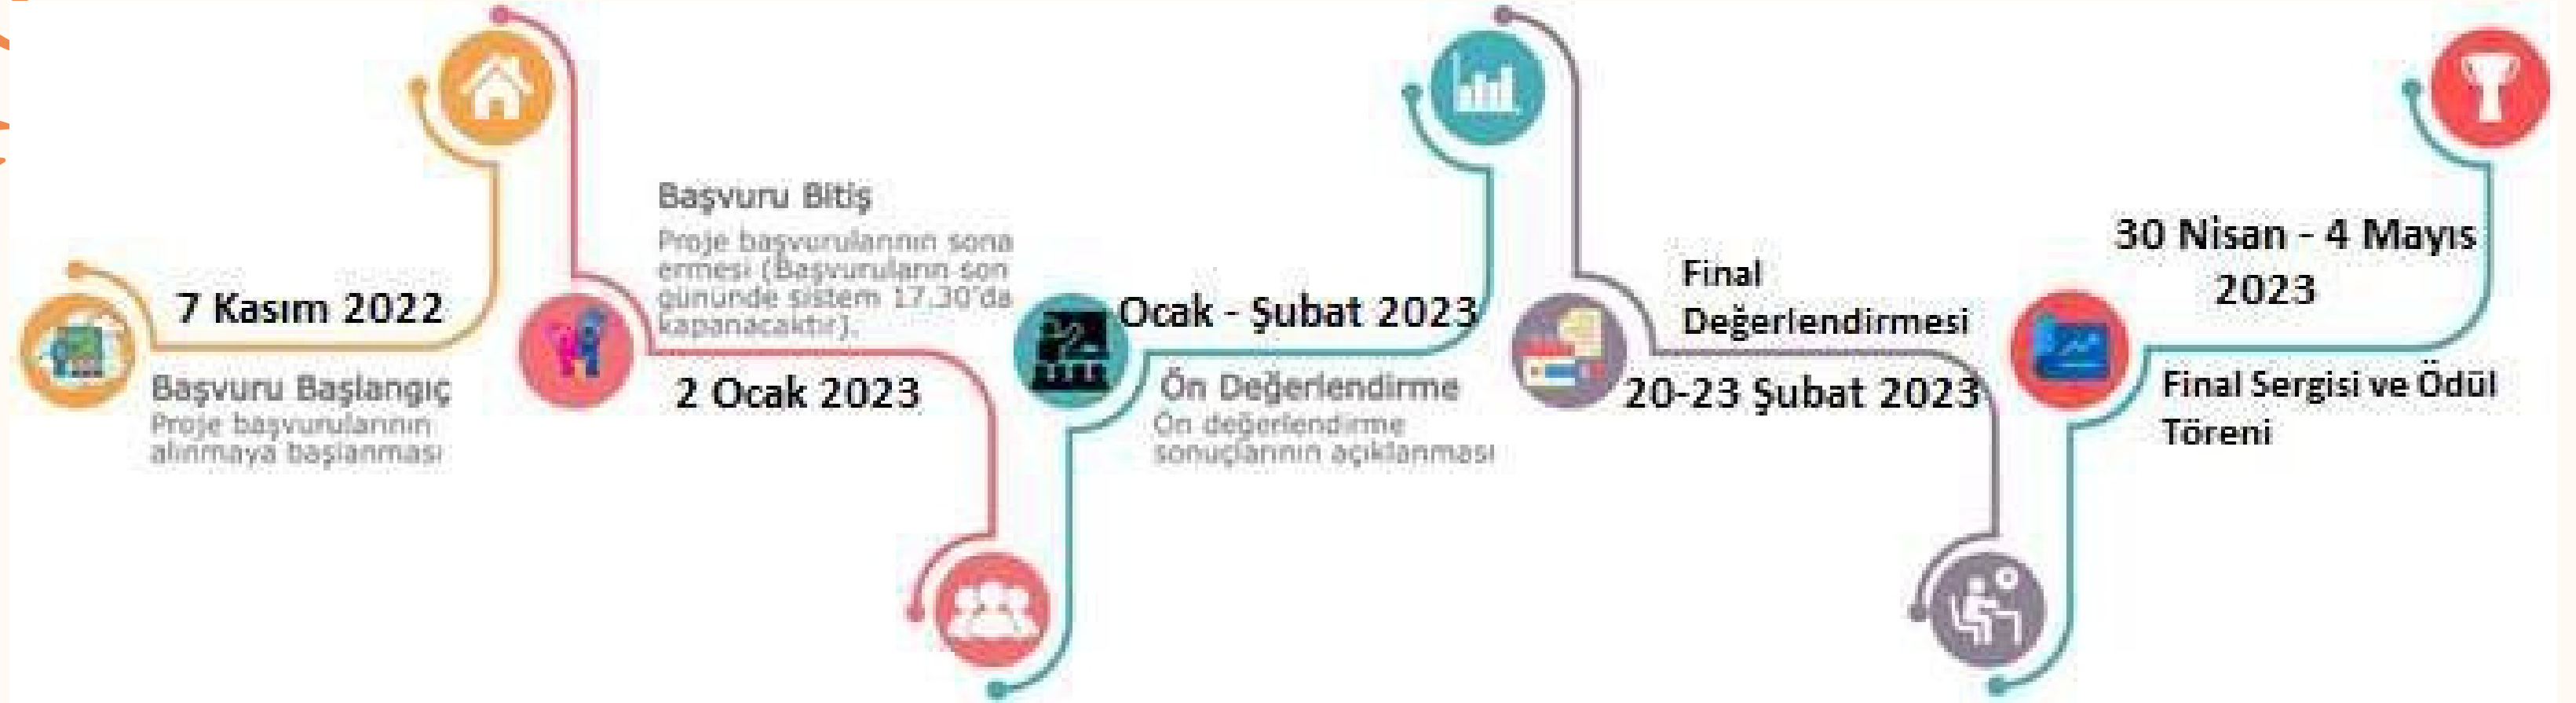 7 Kasım 2022
Başvuru Başlangıç
Proje başvurularının
alınmaya başlanması
Başvuru Bitiş
Proje başvurularının sona
ermesi (Başvuruların son
gününde sistem 17.30'da
kapanacaktır).
2 Ocak 2023
Ocak - Şubat 2023
Ön Değerlendirme
Ön değerlendirme
sonuçlarının açıklanması
Final
Değerlendirmesi
20-23 Şubat 2023
30 Nisan - 4 Mayıs
2023
Final Sergisi ve Ödül
Töreni